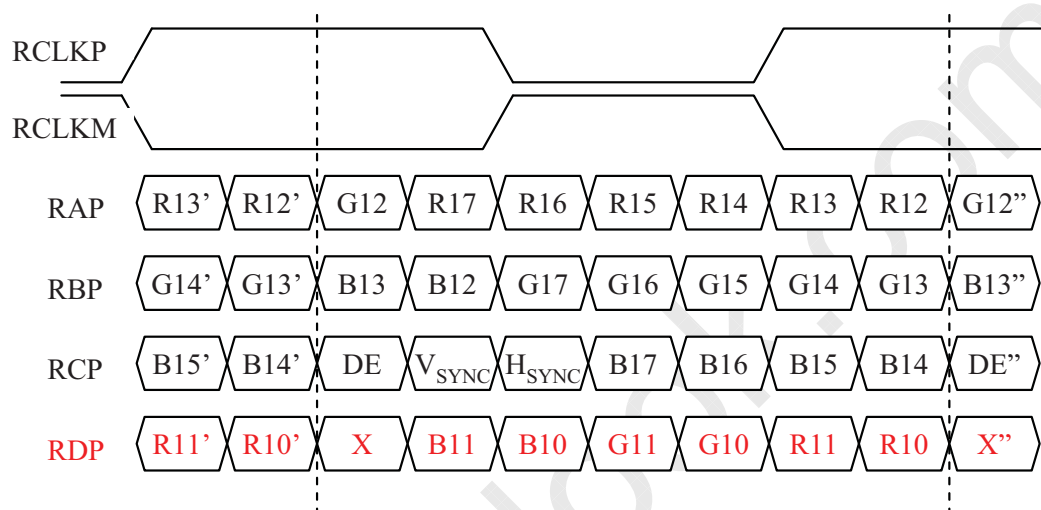 RCLKP
RCLKM
RAP R13’ R12’ G12 R17 R16 R15 R14 R13 R12 G12”
RBP G14’ G13’ B13 B12 G17 G16 G15 G14 G13 B13”
RCP B15’ B14’ DE VSYNC HSYNC B17 B16 B15 B14 DE”
RDP R11’ R10’ X B11 B10 G11 G10 R11 R10 X”